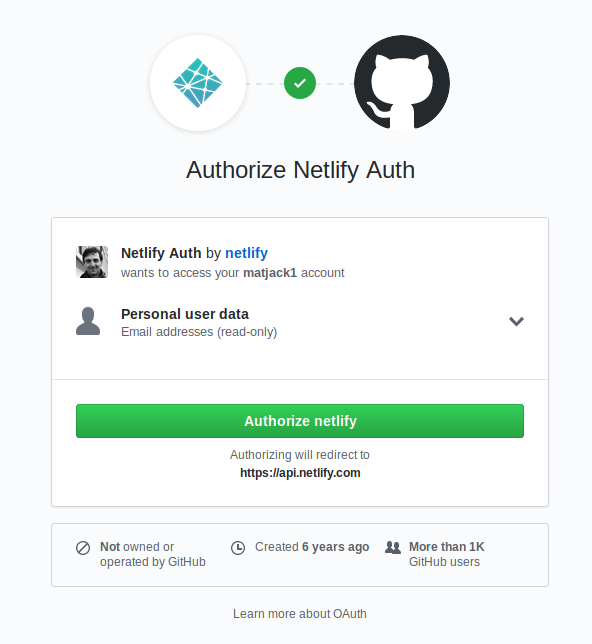 Authorize Netlify Auth
Netlify Auth by netlify
wants to access your matjack1 account
Personal user data
Email addresses (read-only)
Authorize netlify
Authorizing will redirect to
https://api.netlify.com
Not owned or
operated by GitHub
Created 6 years ago
More than 1K
GitHub users
Learn more about OAuth